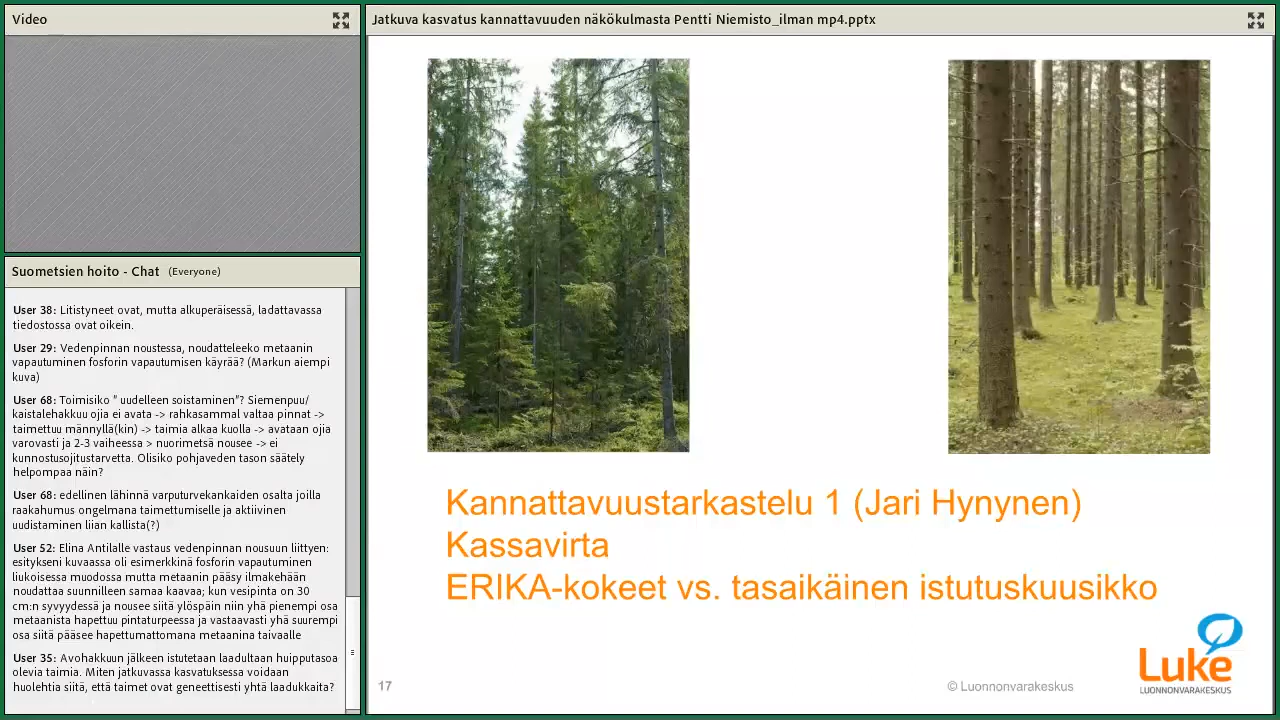 Video
Suometsien hoito - Chat (Everyone)
User 38: Litistyneet ovat, mutta alkuperäisessä, ladattavassa
tiedostossa ovat oikein.
User 29: Vedenpinnan noustessa, noudatteleeko metaanin
vapautuminen fosforin vapautumisen käyrää? (Markun aiempi
kuva)
User 68: Toimisiko " uudelleen soistaminen"? Siemenpuu/
kaistalehakkuu ojia ei avata -> rahkasammal valtaa pinnat ->
taimettuu männyllä(kin) -> taimia alkaa kuolla -> avataan ojia
varovasti ja 2-3 vaiheessa > nuorimetsä nousee -> ei
kunnostusojitustarvetta. Olisiko pohjaveden tason säätely
helpompaa näin?
User 68: edellinen lähinnä varputurvekankaiden osalta joilla
raakahumus ongelmana taimettumiselle ja aktiivinen
uudistaminen liian kallista(?)
User 52: Elina Antilalle vastaus vedenpinnan nousuun liittyen:
esitykseni kuvaassa oli esimerkkinä fosforin vapautuminen
liukoisessa muodossa mutta metaanin pääsy ilmakehään
noudattaa suunnilleen samaa kaavaa; kun vesipinta on 30
cm:n syvyydessä ja nousee siitä ylöspäin niin yhä pienempi osa
metaanista hapettuu pintaturpeessa ja vastaavasti yhä suurempi
osa siitä pääsee hapettumattomana metaanina taivaalle
User 35: Avohakkuun jälkeen istutetaan laadultaan huipputasoa
olevia taimia. Miten jatkuvassa kasvatuksessa voidaan
huolehtia siitä, että taimet ovat geneettisesti yhtä laadukkaita?
Jatkuva kasvatus kannattavuuden näkökulmasta Pentti Niemisto_ilman mp4.pptx
Kannattavuustarkastelu 1 (Jari Hynynen)
Kassavirta
ERIKA-kokeet vs. tasaikäinen istutuskuusikko
17
© Luonnonvarakeskus
Luke
LUONNONVARAKESKUS